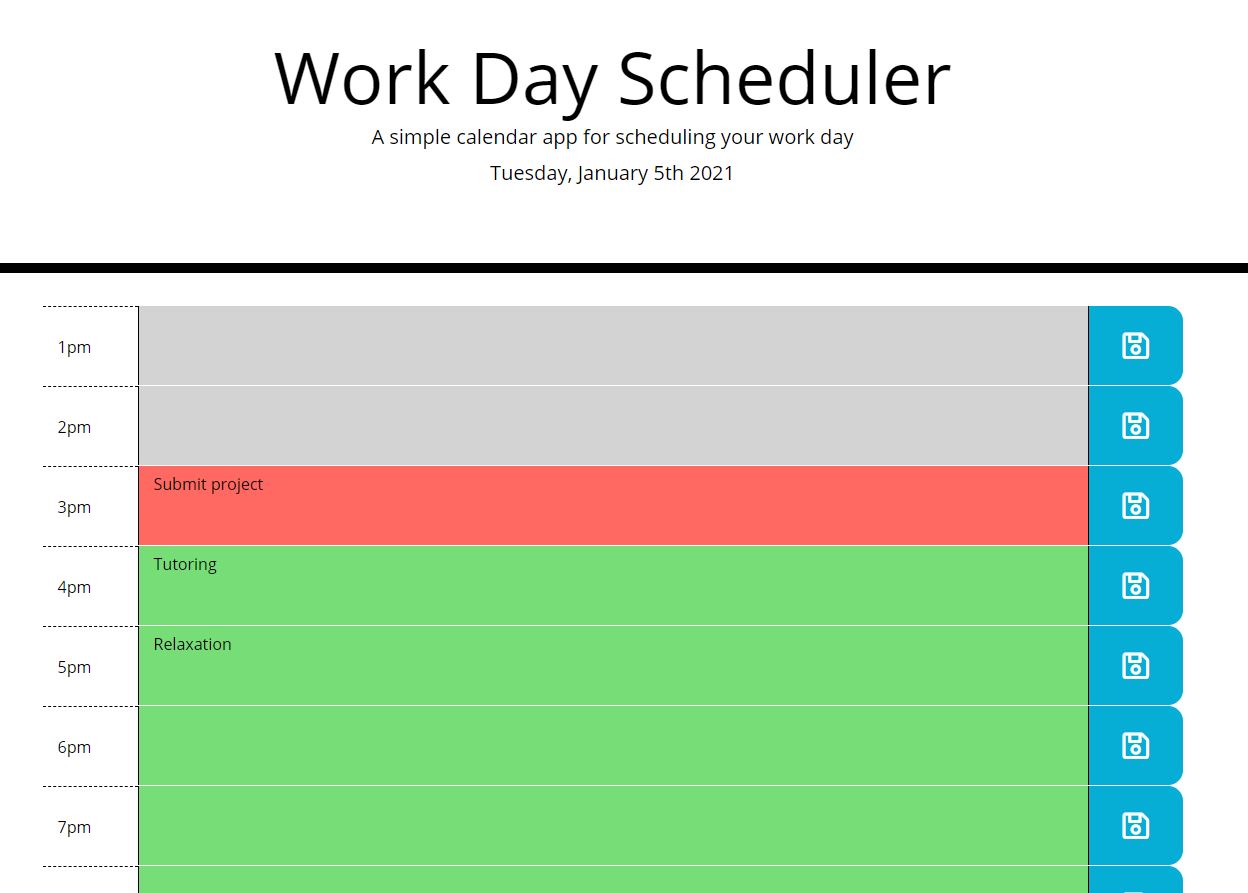 Work Day Scheduler
A simple calendar app for scheduling your work day
Tuesday, January 5th 2021
1pm
2pm
3pm Submit project
4pm Tutoring
5pm Relaxation
6pm
7pm